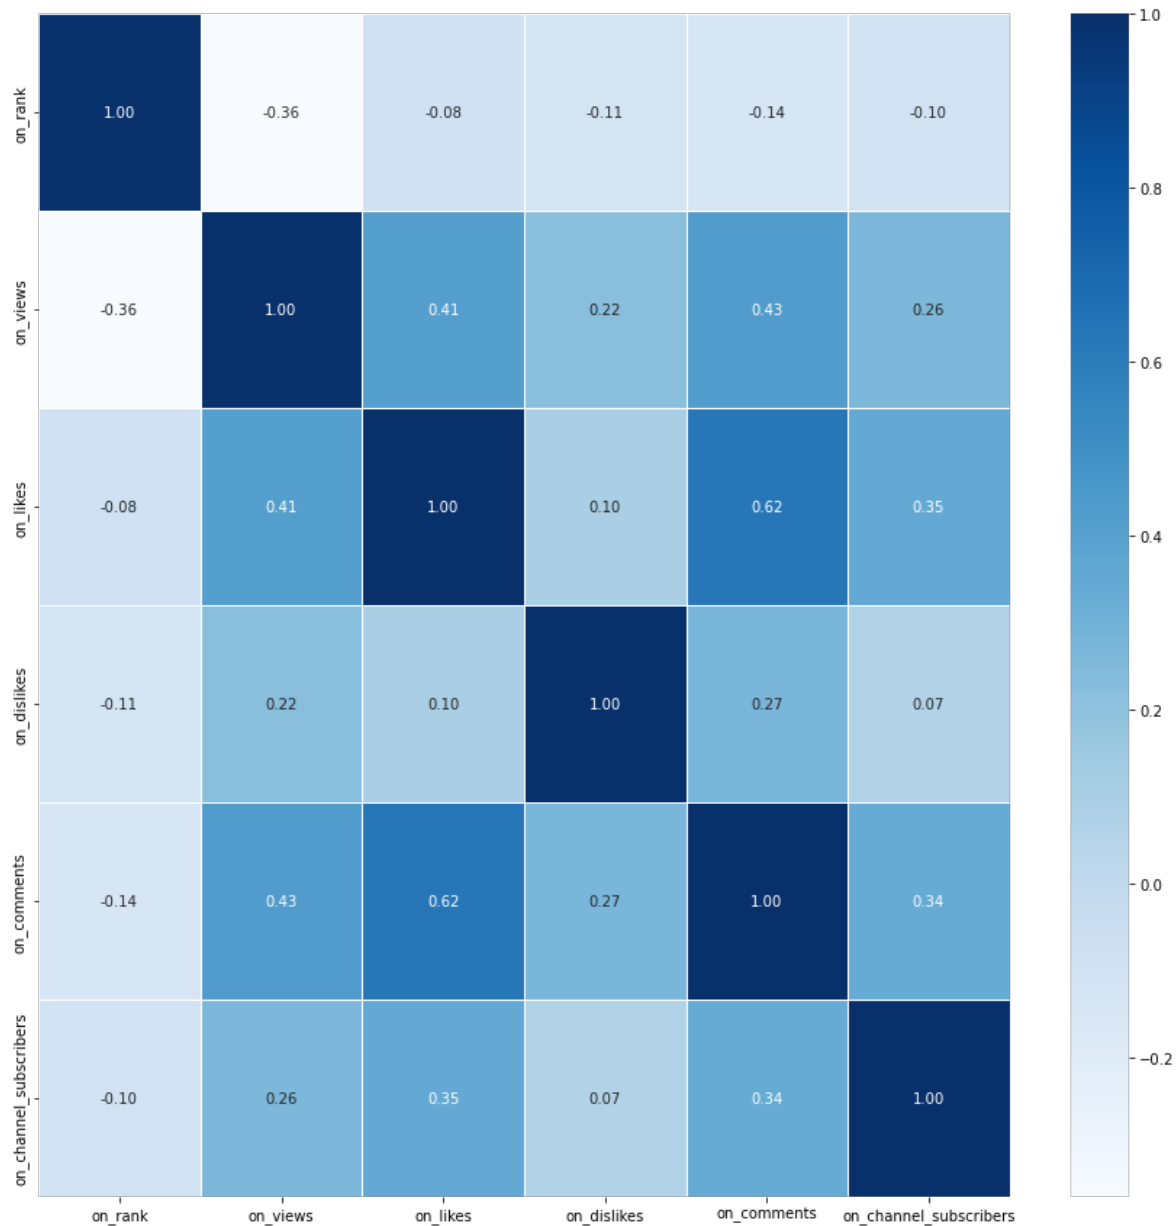 on_rank 1.00 -0.36 -0.08 -0.11 -0.14 -0.10
on_views -0.36 1.00 0.41 0.22 0.43 0.26
on_likes -0.08 0.41 1.00 0.10 0.62 0.35
on_dislikes -0.11 0.22 0.10 1.00 0.27 0.07
on_comments -0.14 0.43 0.62 0.27 1.00 0.34
on_channel_subscribers -0.10 0.26 0.35 0.07 0.34 1.00
on_rank on_views on_likes on_dislikes on_comments on_channel_subscribers
1.0
0.8
0.6
0.4
0.2
0.0
−0.2